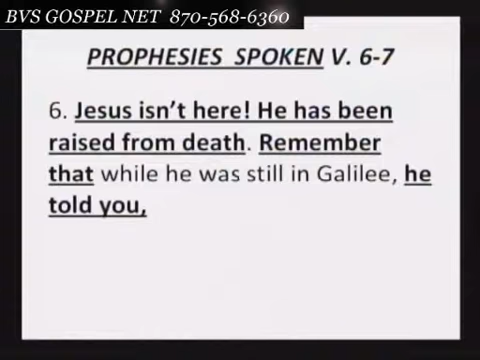 BVS GOSPEL NET 870-568-6360
PROPHESIES SPOKEN V. 6-7
6. Jesus isn't here! He has been
raised from death. Remember
that while he was still in Galilee, he
told you,